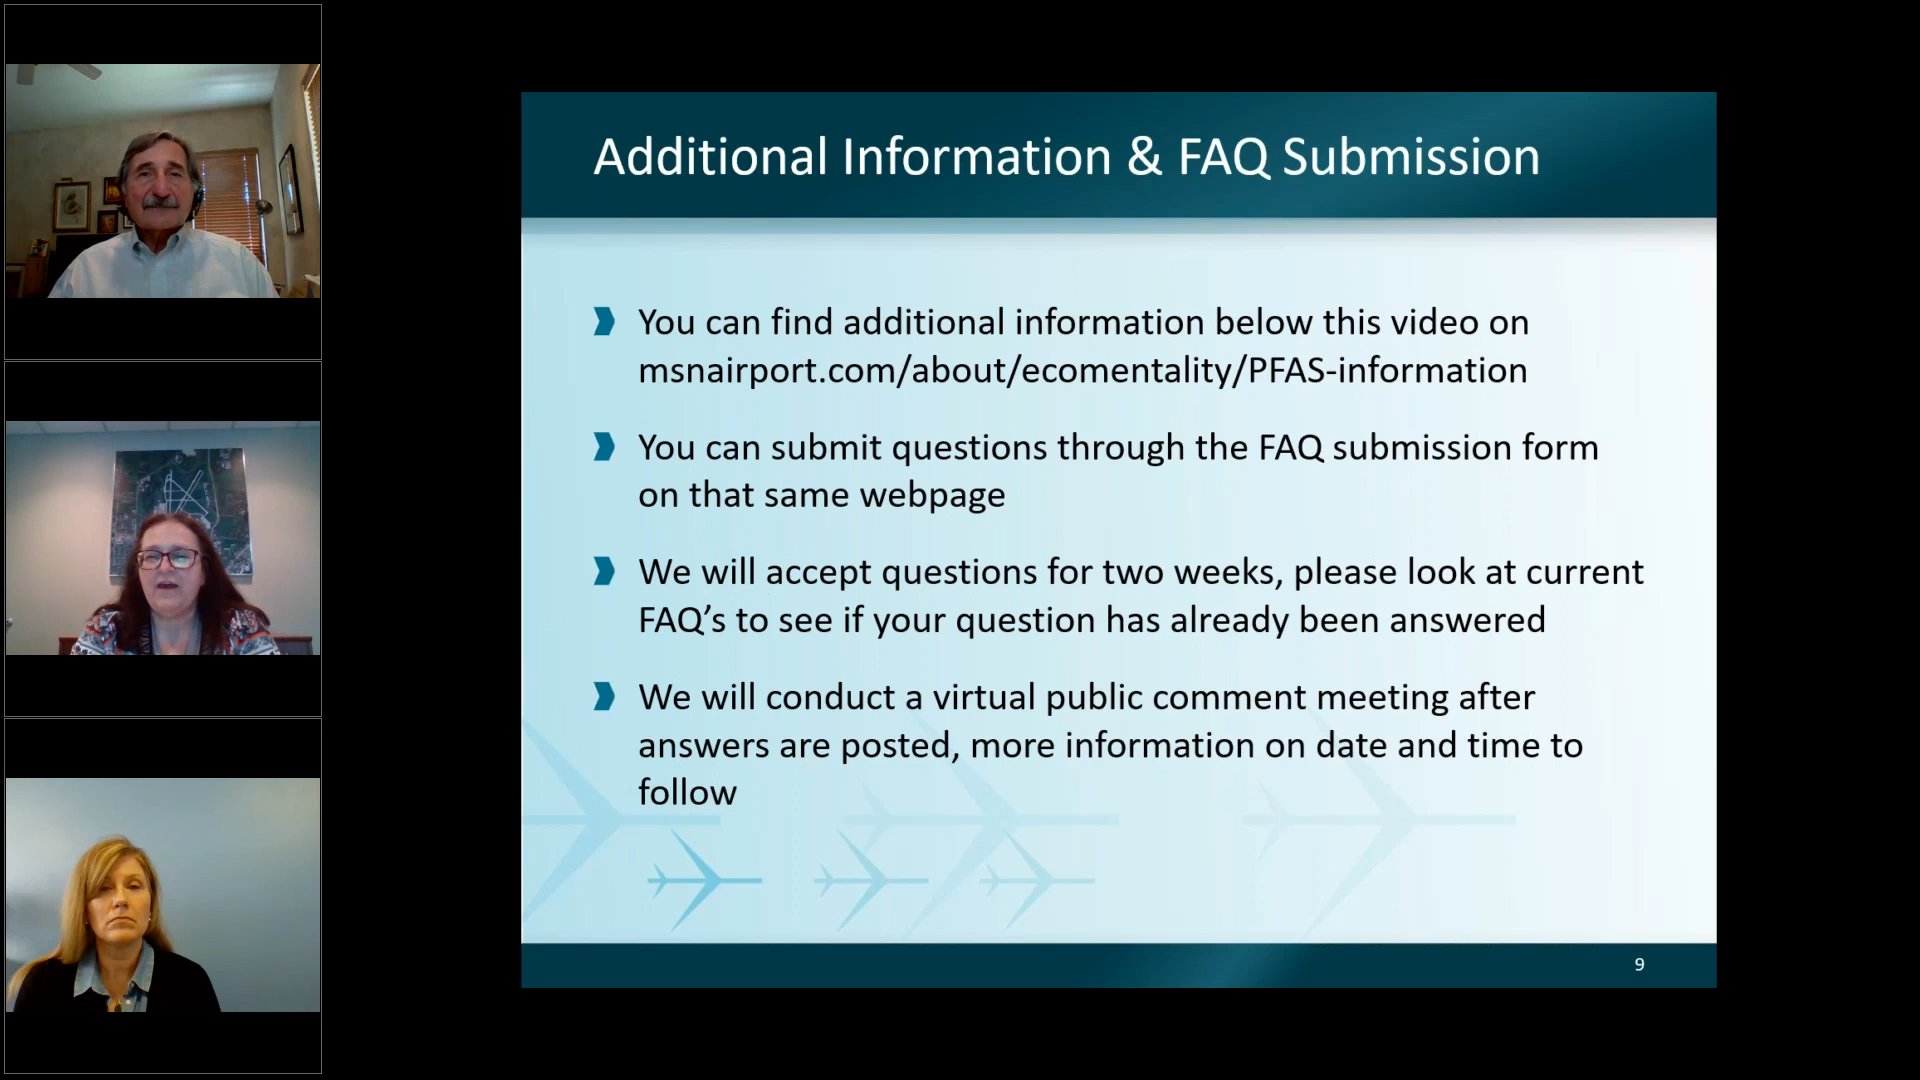 Additional Information & FAQ Submission
You can find additional information below this video on
msnairport.com/about/ecomentality/PFAS-information
You can submit questions through the FAQ submission form
on that same webpage
We will accept questions for two weeks, please look at current
FAQ’s to see if your question has already been answered
We will conduct a virtual public comment meeting after
answers are posted, more information on date and time to
follow
9